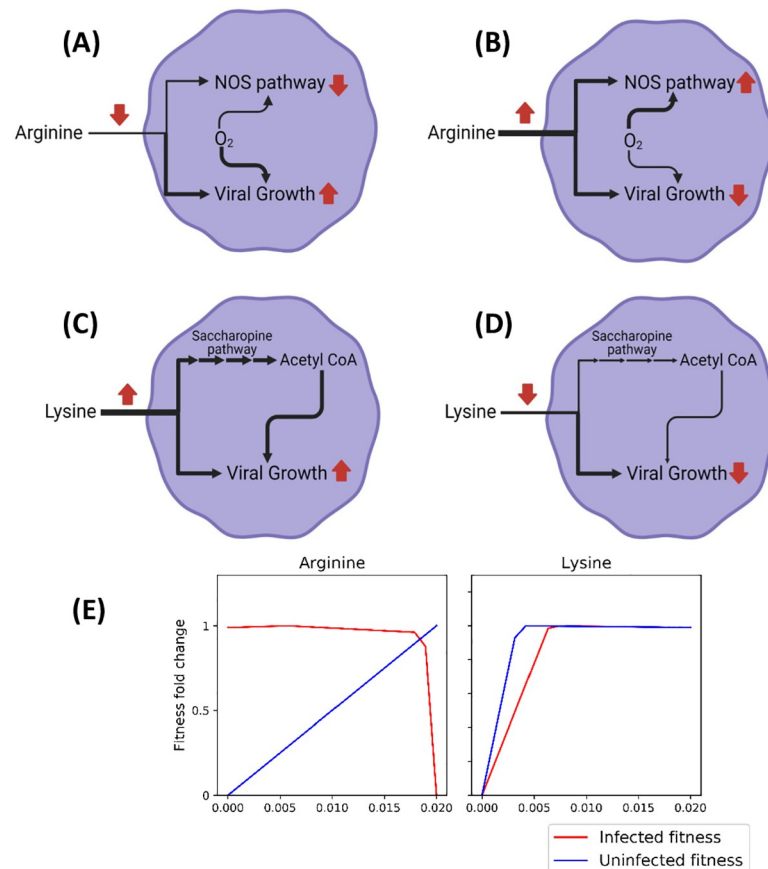 (A)
NOS pathway
Arginine
O₂
Viral Growth
(B)
NOS pathway
Arginine
O₂
Viral Growth
(C)
Saccharopine
pathway
Acetyl CoA
Lysine
Viral Growth
(D)
Saccharopine
pathway
Acetyl CoA
Lysine
Viral Growth
(E)
Arginine
Fitness fold change
1
0.5
0
0.000 0.005 0.010 0.015 0.020
Lysine
0.000 0.005 0.010 0.015 0.020
Infected fitness
Uninfected fitness